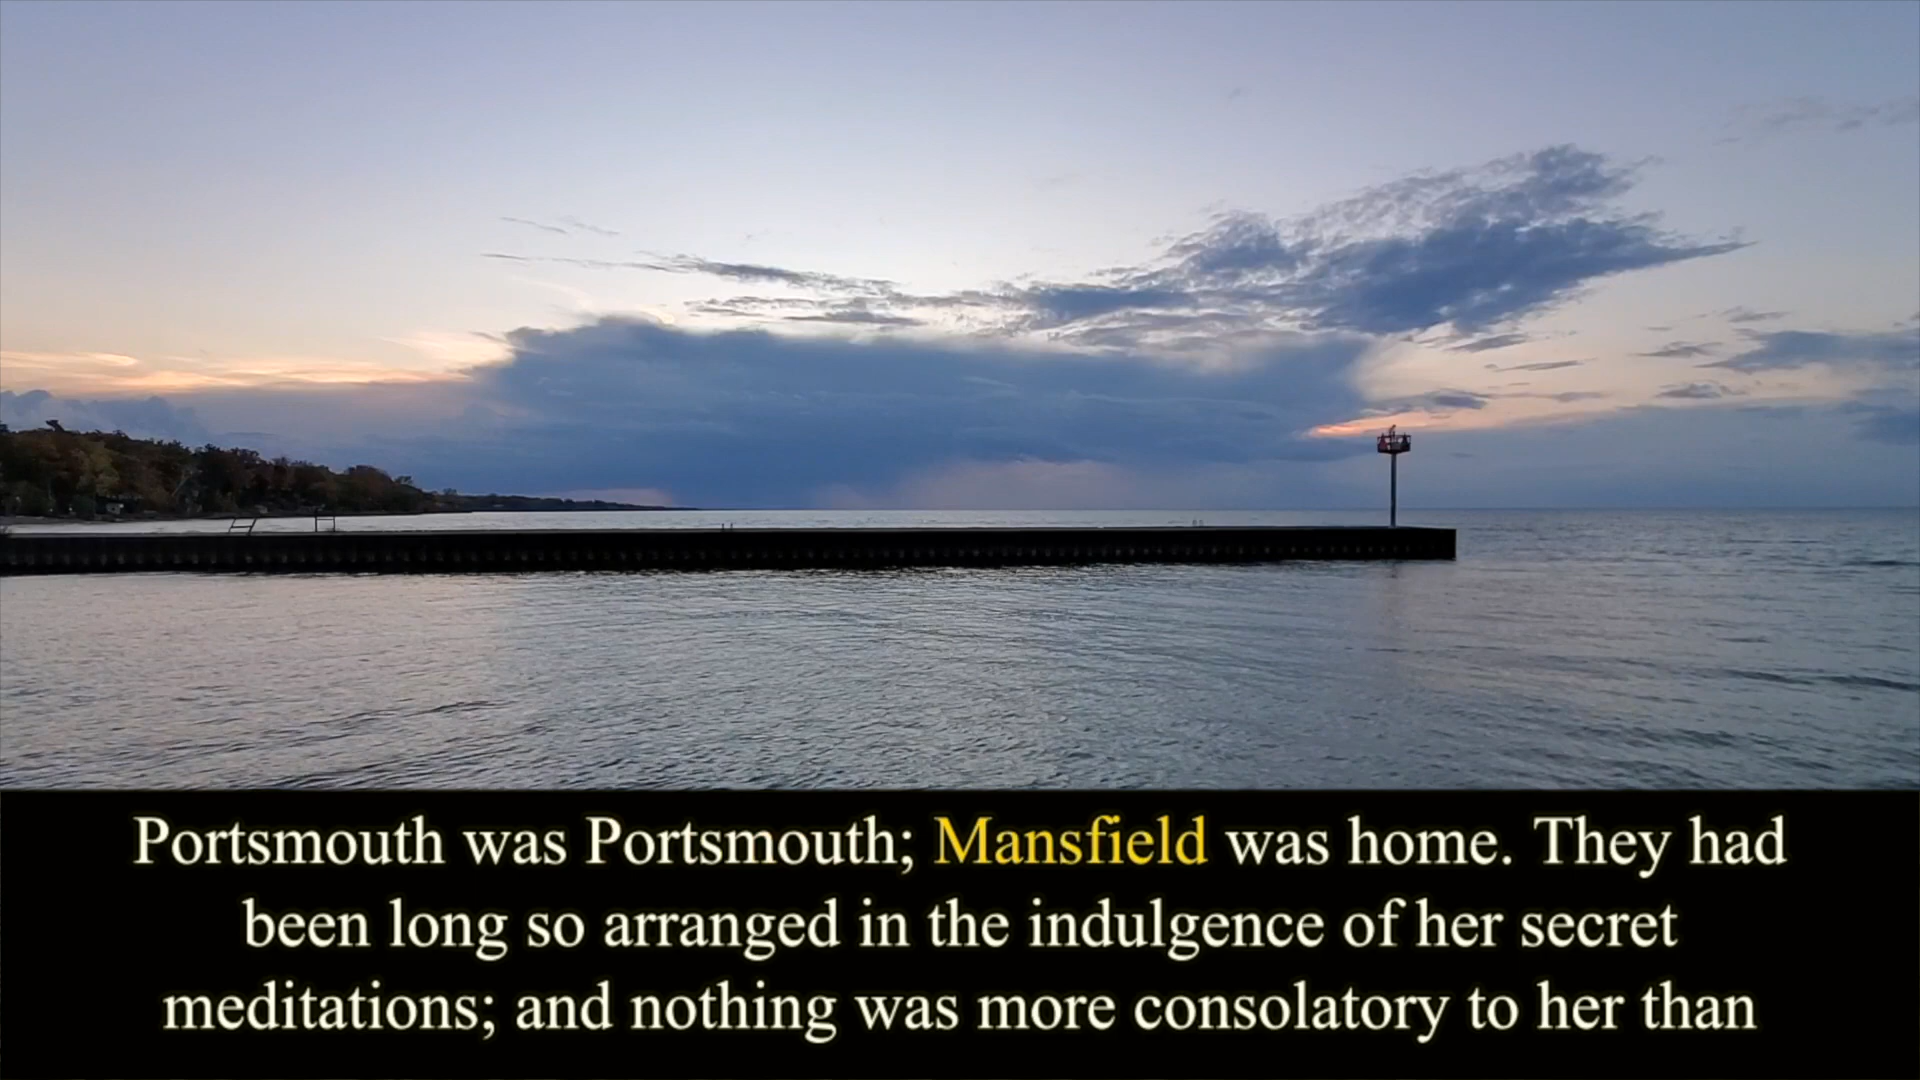 Portsmouth was Portsmouth; Mansfield was home. They had
been long so arranged in the indulgence of her secret
meditations; and nothing was more consolatory to her than